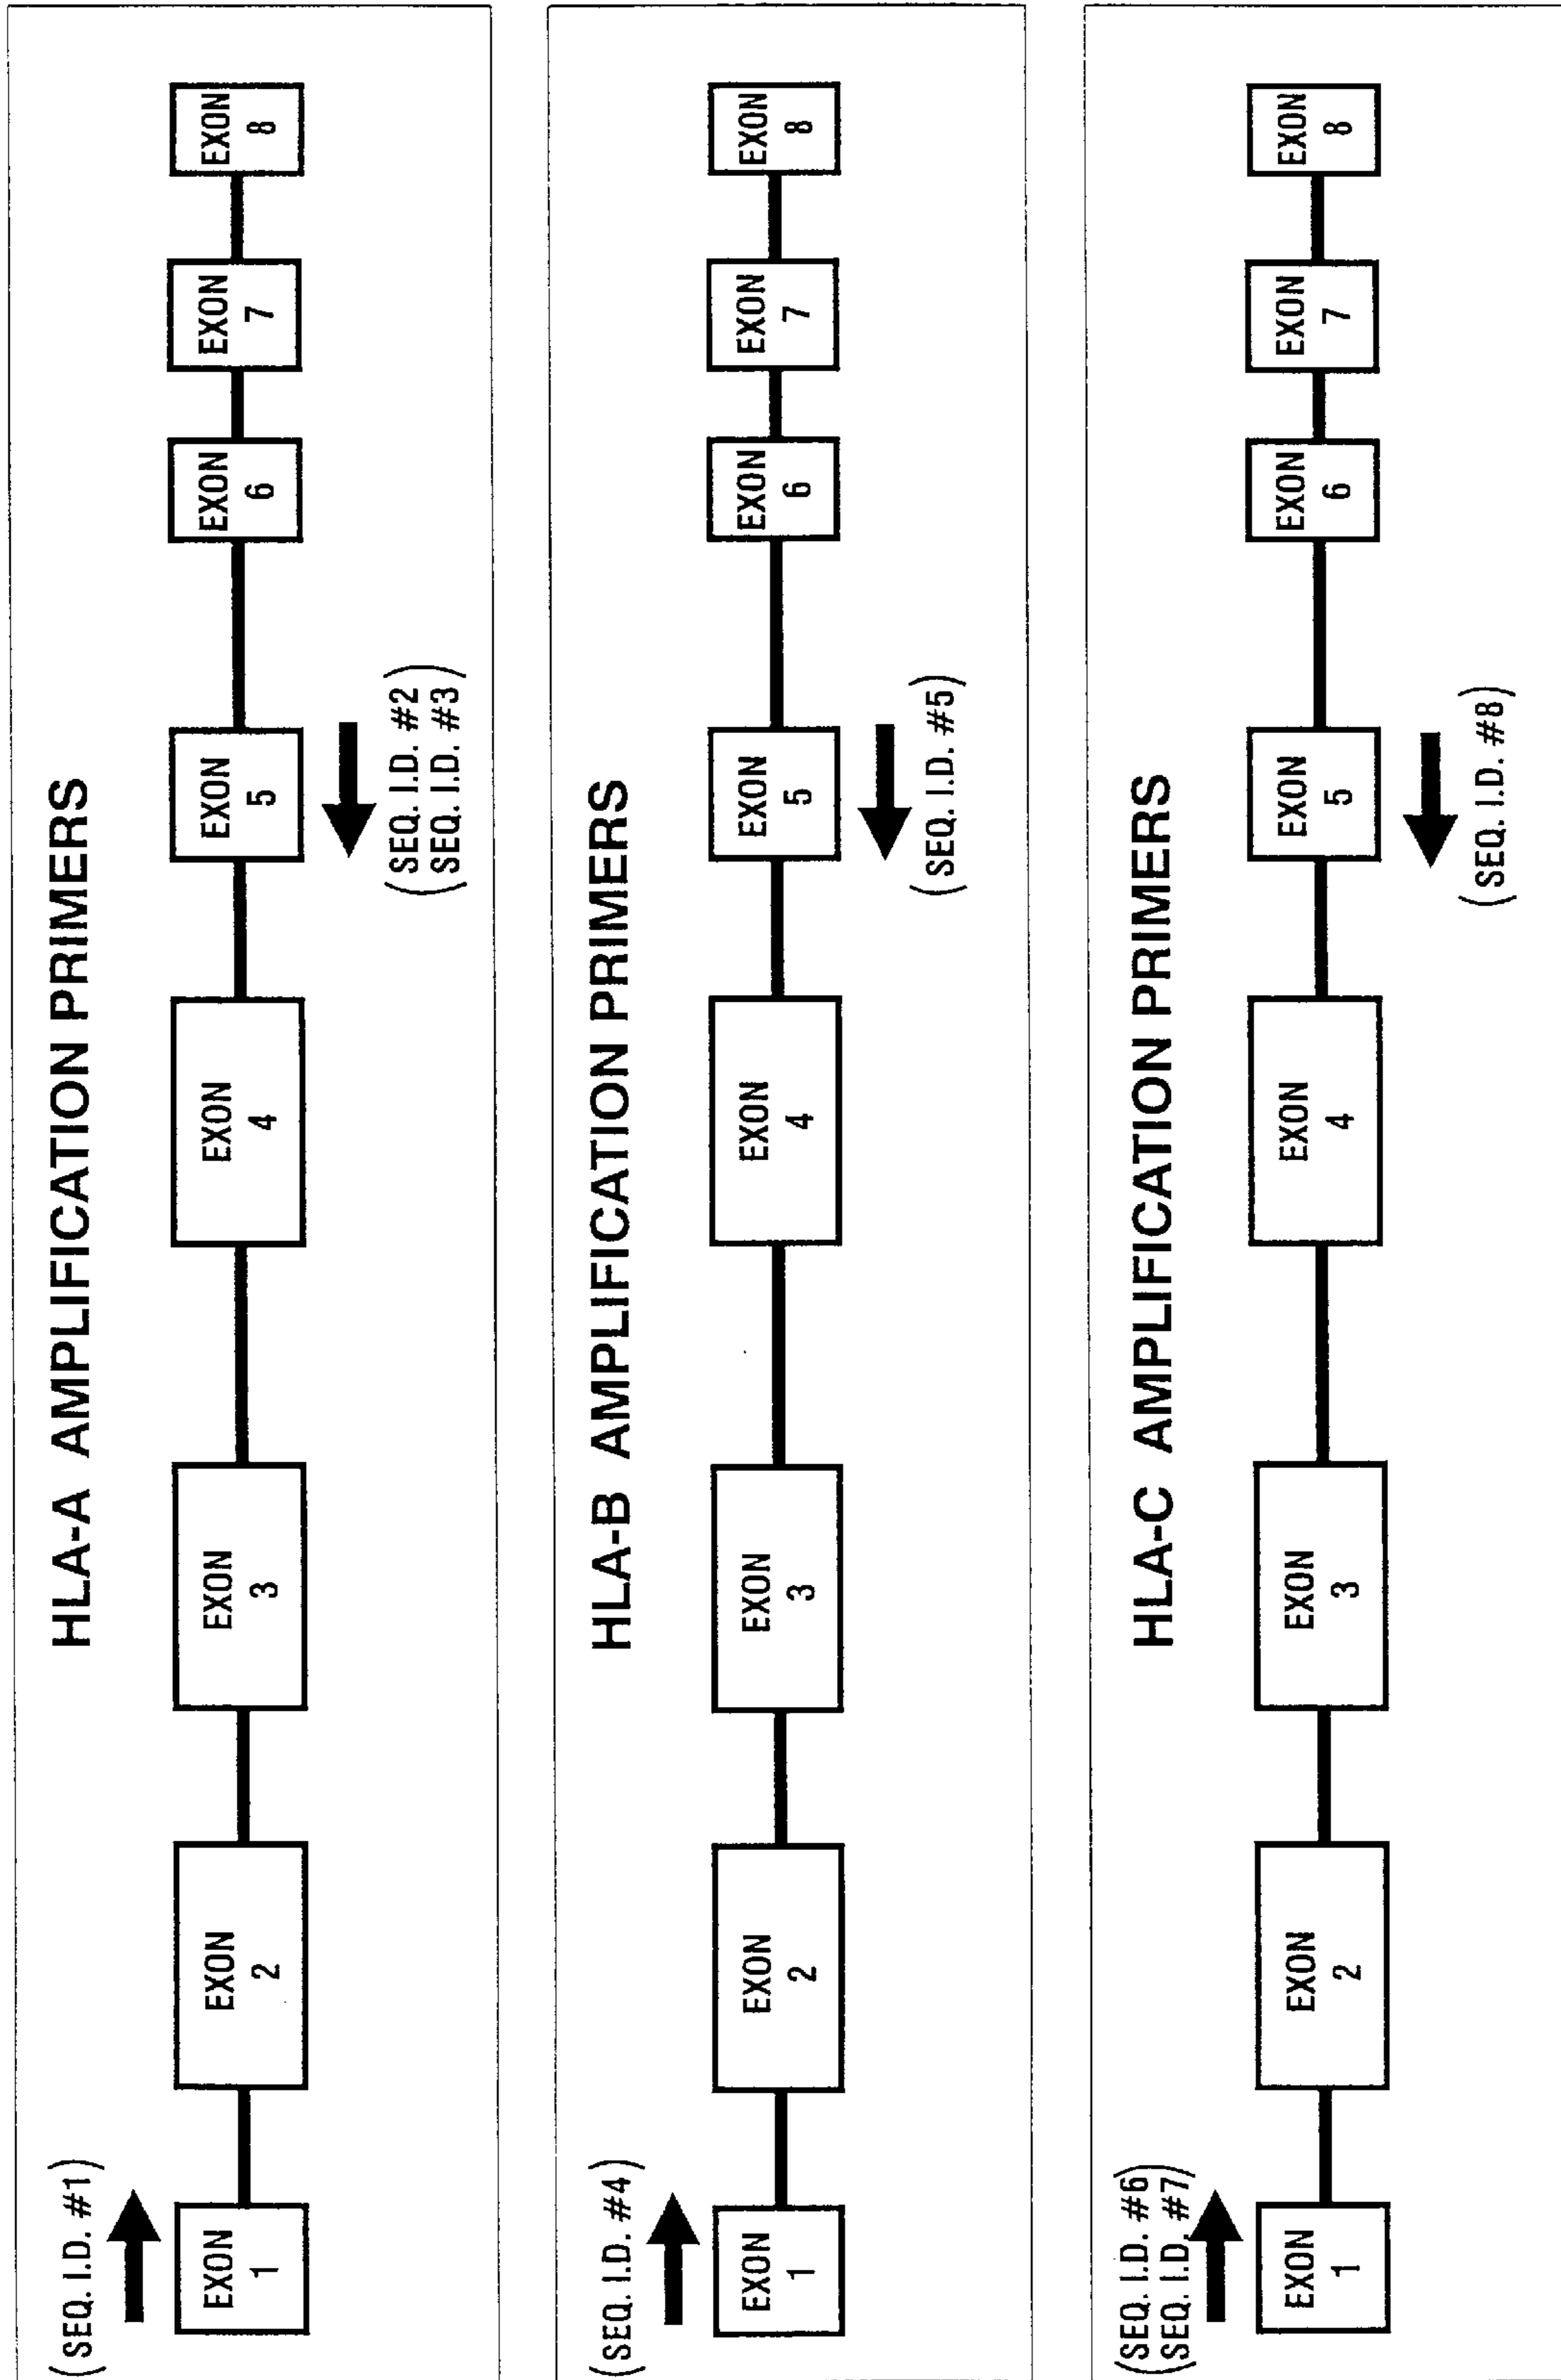 HLA-A AMPLIFICATION PRIMERS
(SEQ. I.D. #1)
EXON
1
EXON
2
EXON
3
EXON
4
EXON
5
EXON
6
EXON
7
EXON
8
(SEQ. I.D. #2)
(SEQ. I.D. #3)
HLA-B AMPLIFICATION PRIMERS
(SEQ. I.D. #4)
EXON
1
EXON
2
EXON
3
EXON
4
EXON
5
EXON
6
EXON
7
EXON
8
(SEQ. I.D. #5)
HLA-C AMPLIFICATION PRIMERS
(SEQ. I.D. #6)
(SEQ. I.D. #7)
EXON
1
EXON
2
EXON
3
EXON
4
EXON
5
EXON
6
EXON
7
EXON
8
(SEQ. I.D. #8)